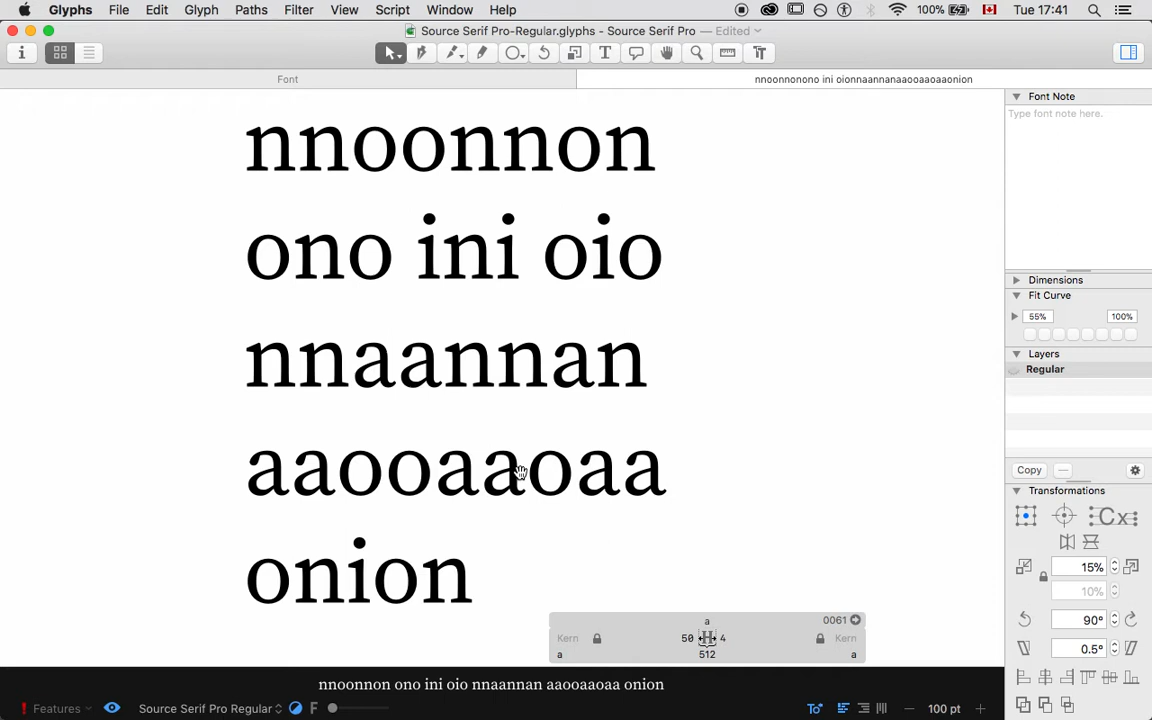 Glyphs File Edit Glyph Paths Filter View Script Window Help 100% Tue 17:41
Source Serif Pro-Regular.glyphs - Source Serif Pro — Edited
Font nnoonnonono ini oionnaannanaaooaaoaaonion
Font Note
Type font note here.
nnoonnon
ono ini oio
nnaannan
aaooaaoaa
onion
Dimensions
Fit Curve
55% 100%
Layers
Regular
Copy
Transformations
15%
10%
90°
0.5°
a 0061
Kern 50 H 4 Kern
a 512 a
nnoonnon ono ini oio nnaannan aaooaaoaa onion
! Features Source Serif Pro Regular F 100 pt